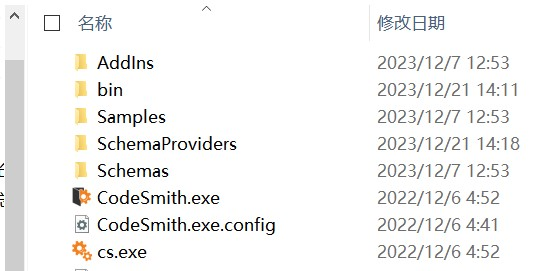 名称 修改日期
AddIns 2023/12/7 12:53
bin 2023/12/21 14:11
Samples 2023/12/7 12:53
SchemaProviders 2023/12/21 14:18
Schemas 2023/12/7 12:53
CodeSmith.exe 2022/12/6 4:52
CodeSmith.exe.config 2022/12/6 4:41
cs.exe 2022/12/6 4:52